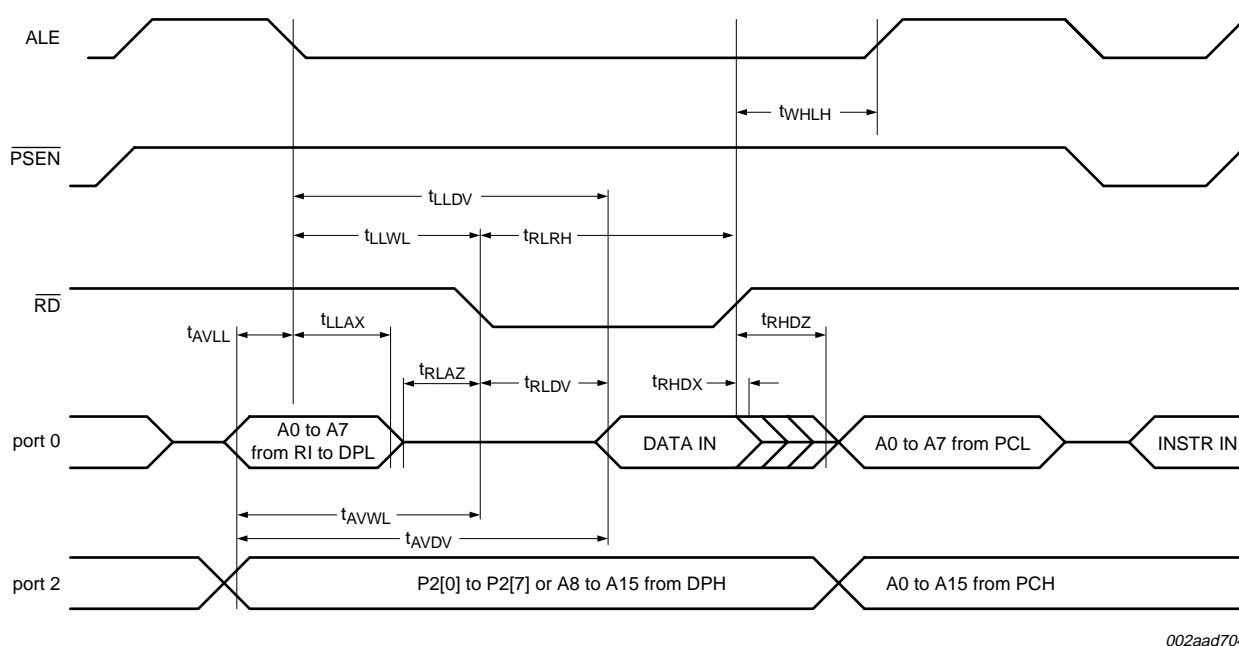 ALE
tWHLH
PSEN
tLLDV
tLLWL
tRLRH
RD
tAVLL
tLLAX
tRHDZ
tRLAZ
tRLDV
tRHDX
port 0
A0 to A7
from RI to DPL
DATA IN
A0 to A7 from PCL
INSTR IN
tAVWL
tAVDV
port 2
P2[0] to P2[7] or A8 to A15 from DPH
A0 to A15 from PCH
002aad704